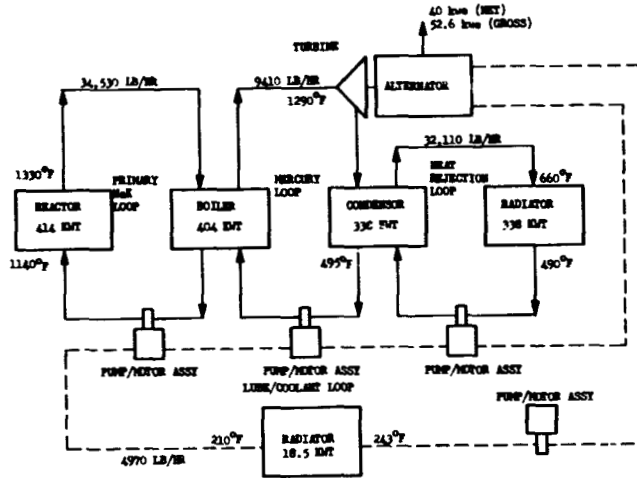 40 kwe (NET)
52.6 kwe (GROSS)
TURBINE
34,530 LB/HR
9410 LB/HR
ALTERNATOR
1290°F
32,110 LB/HR
1330°F
PRIMARY
NaK
LOOP
MERCURY
LOOP
HEAT
REJECTION
LOOP
660°F
REACTOR
414 KWT
BOILER
404 KWT
CONDENSOR
RADIATOR
338 KWT
1140°F
495°F
490°F
PUMP/MOTOR ASSY
PUMP/MOTOR ASSY
PUMP/MOTOR ASSY
LUBE/COOLANT LOOP
PUMP/MOTOR ASSY
210°F
RADIATOR
18.5 KWT
243°F
4970 LB/HR